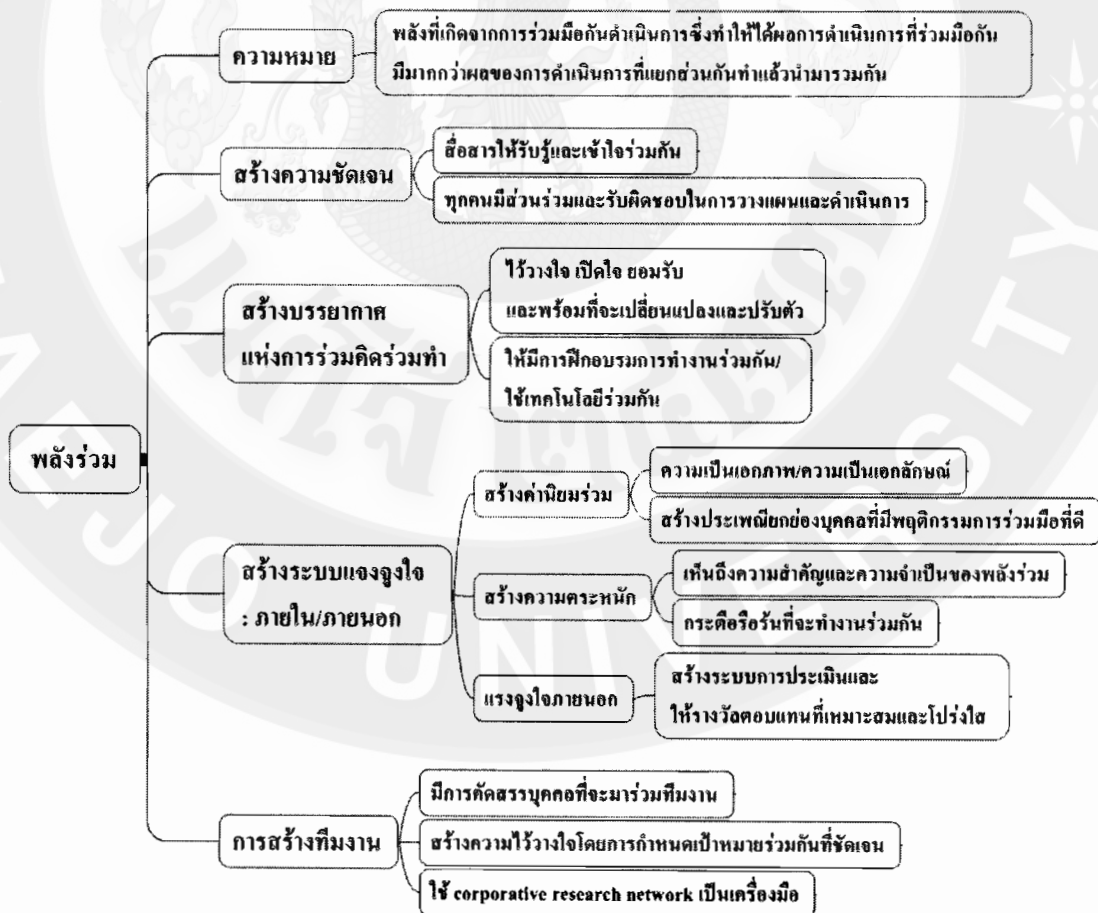 พลังร่วม
ความหมาย
พลังที่เกิดจากการร่วมมือกันดำเนินการซึ่งทำให้ได้ผลการดำเนินการที่ร่วมมือกัน
มีมากกว่าผลของการดำเนินการที่แยกส่วนกันทำแล้วนำมารวมกัน
สร้างความชัดเจน
สื่อสารให้รับรู้และเข้าใจร่วมกัน
ทุกคนมีส่วนร่วมและรับผิดชอบในการวางแผนและดำเนินการ
สร้างบรรยากาศ
แห่งการร่วมคิดร่วมทำ
ไว้วางใจ เปิดใจ ยอมรับ
และพร้อมที่จะเปลี่ยนแปลงและปรับตัว
ให้มีการฝึกอบรมการทำงานร่วมกัน/
ใช้เทคโนโลยีร่วมกัน
สร้างระบบแจงจูงใจ
: ภายใน/ภายนอก
สร้างค่านิยมร่วม
ความเป็นเอกภาพ/ความเป็นเอกลักษณ์
สร้างประเพณียกย่องบุคคลที่มีพฤติกรรมการร่วมมือที่ดี
สร้างความตระหนัก
เห็นถึงความสำคัญและความจำเป็นของพลังร่วม
กระตือรือร้นที่จะทำงานร่วมกัน
แรงจูงใจภายนอก
สร้างระบบการประเมินและ
ให้รางวัลตอบแทนที่เหมาะสมและโปร่งใส
การสร้างทีมงาน
มีการคัดสรรบุคคลที่จะมาร่วมทีมงาน
สร้างความไว้วางใจโดยการกำหนดเป้าหมายร่วมกันที่ชัดเจน
ใช้ corporative research network เป็นเครื่องมือ
UNIVERSITY